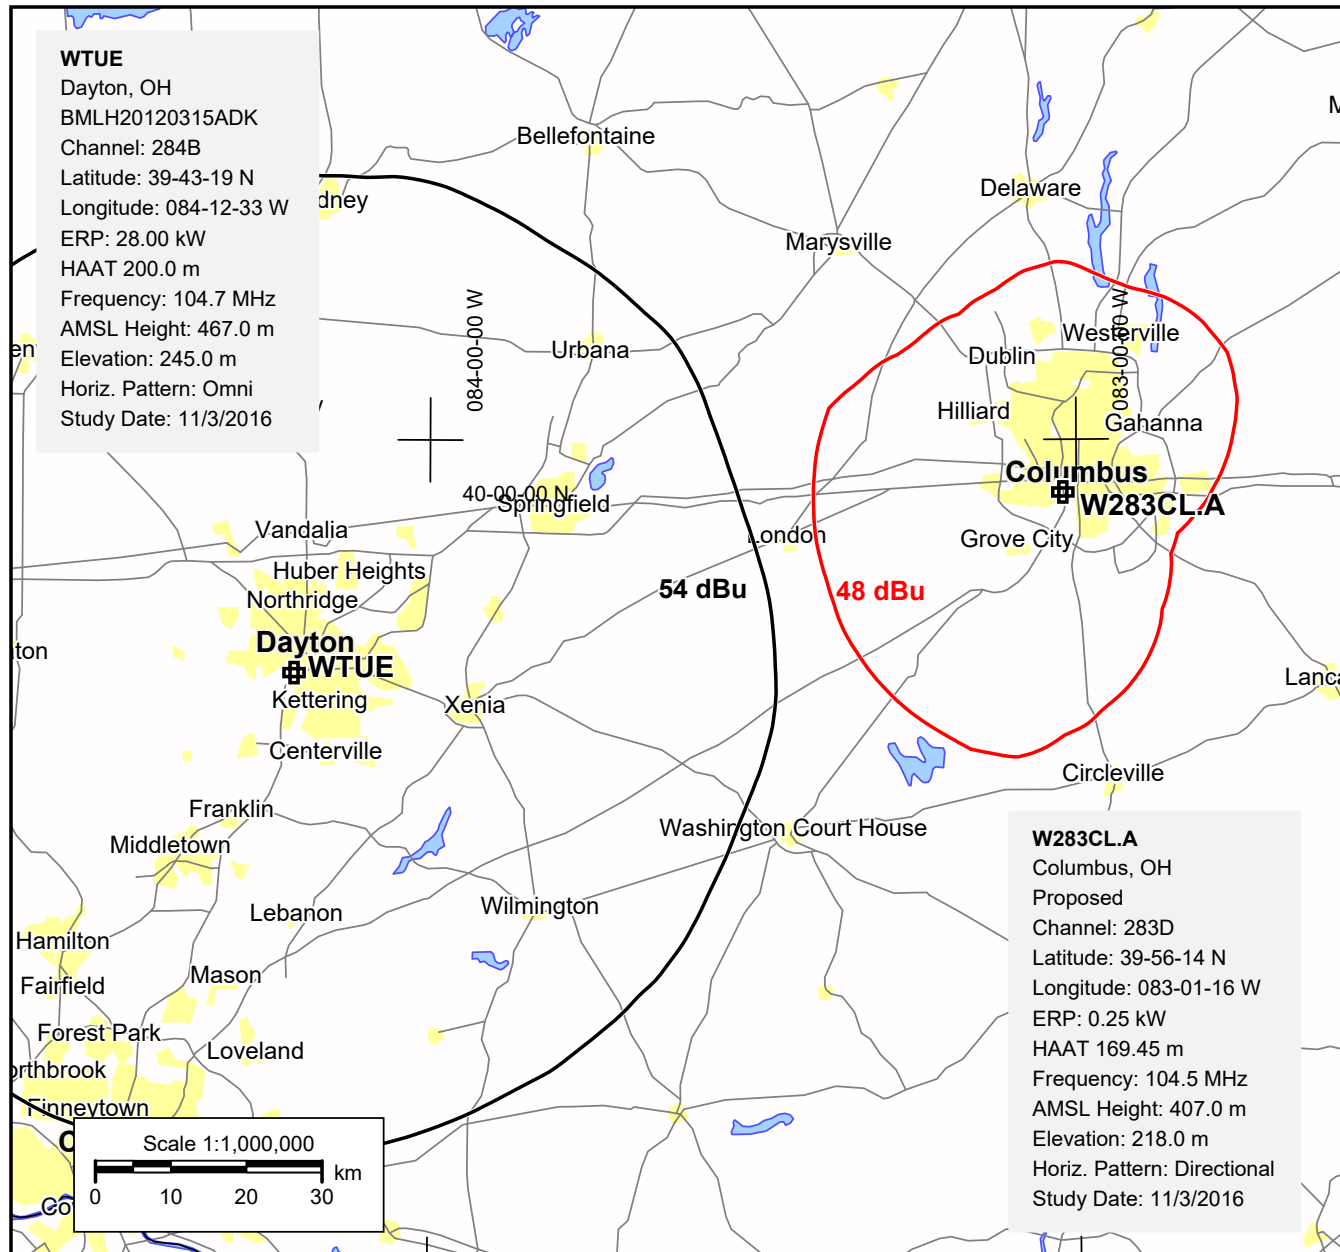 WTUE
Dayton, OH
BMLH20120315ADK
Channel: 284B
Latitude: 39-43-19 N
Longitude: 084-12-33 W
ERP: 28.00 kW
HAAT 200.0 m
Frequency: 104.7 MHz
AMSL Height: 467.0 m
Elevation: 245.0 m
Horiz. Pattern: Omni
Study Date: 11/3/2016
Bellefontaine
dney
Delaware
Marysville
084-00-00 W
083-00-00 W
Westerville
Urbana
Dublin
Hilliard
Gahanna
Columbus
40-00-00 N
Springfield
W283CL.A
Vandalia
London
Grove City
Huber Heights
Northridge
54 dBu
48 dBu
Dayton
WTUE
ton
Kettering
Xenia
Lanca
Centerville
Circleville
Franklin
Washington Court House
Middletown
Lebanon
Wilmington
Hamilton
Mason
Fairfield
Forest Park
Loveland
orthbrook
Finneytown
Scale 1:1,000,000
km
0 10 20 30
W283CL.A
Columbus, OH
Proposed
Channel: 283D
Latitude: 39-56-14 N
Longitude: 083-01-16 W
ERP: 0.25 kW
HAAT 169.45 m
Frequency: 104.5 MHz
AMSL Height: 407.0 m
Elevation: 218.0 m
Horiz. Pattern: Directional
Study Date: 11/3/2016